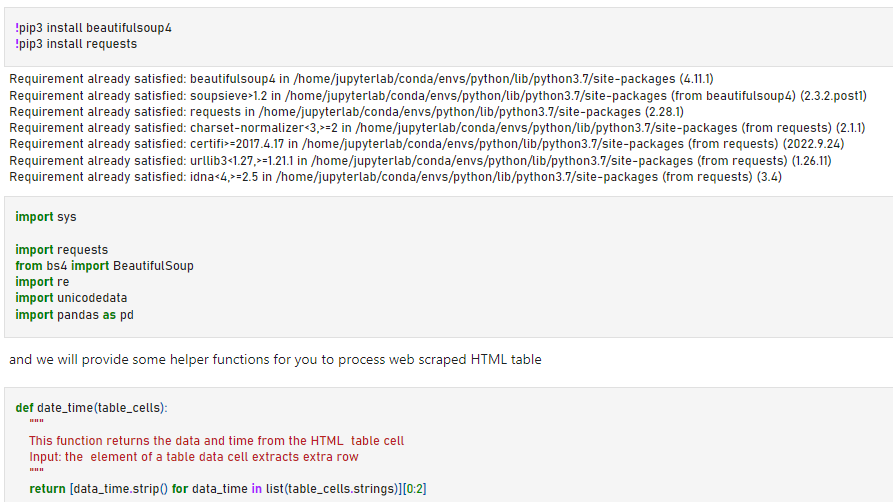 !pip3 install beautifulsoup4
!pip3 install requests
Requirement already satisfied: beautifulsoup4 in /home/jupyterlab/conda/envs/python/lib/python3.7/site-packages (4.11.1)
Requirement already satisfied: soupsieve>1.2 in /home/jupyterlab/conda/envs/python/lib/python3.7/site-packages (from beautifulsoup4) (2.3.2.post1)
Requirement already satisfied: requests in /home/jupyterlab/conda/envs/python/lib/python3.7/site-packages (2.28.1)
Requirement already satisfied: charset-normalizer<3,>=2 in /home/jupyterlab/conda/envs/python/lib/python3.7/site-packages (from requests) (2.1.1)
Requirement already satisfied: certifi>=2017.4.17 in /home/jupyterlab/conda/envs/python/lib/python3.7/site-packages (from requests) (2022.9.24)
Requirement already satisfied: urllib3<1.27,>=1.21.1 in /home/jupyterlab/conda/envs/python/lib/python3.7/site-packages (from requests) (1.26.11)
Requirement already satisfied: idna<4,>=2.5 in /home/jupyterlab/conda/envs/python/lib/python3.7/site-packages (from requests) (3.4)
import sys
import requests
from bs4 import BeautifulSoup
import re
import unicodedata
import pandas as pd
and we will provide some helper functions for you to process web scraped HTML table
def date_time(table_cells):
    """
    This function returns the data and time from the HTML  table cell
    Input: the  element of a table data cell extracts extra row
    """
    return [data_time.strip() for data_time in list(table_cells.strings)][0:2]